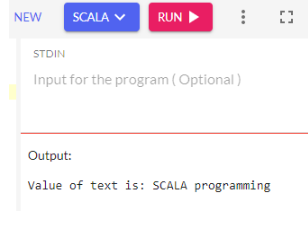 NEW SCALA RUN
STDIN
Input for the program ( Optional )
Output:
Value of text is: SCALA programming